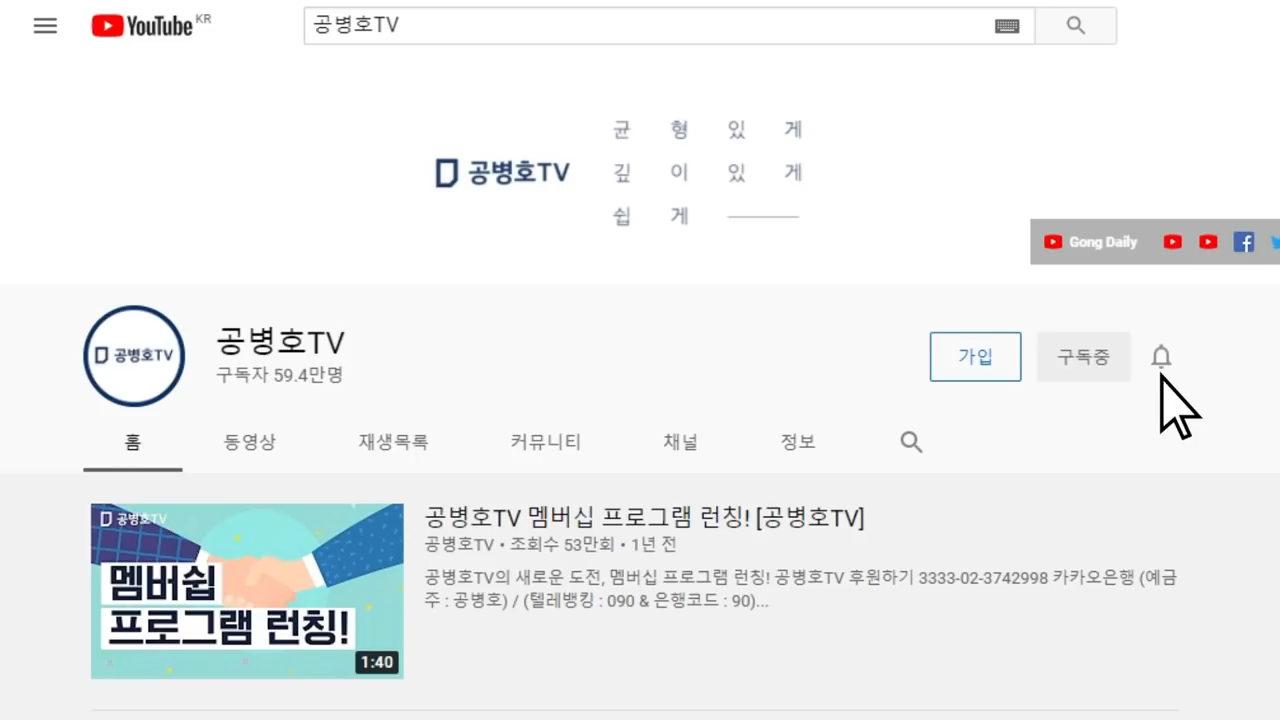 YouTube KR
공병호TV
공병호TV
균 형 있 게
깊 이 있 게
쉽 게
Gong Daily
공병호TV
공병호TV
구독자 59.4만명
가입
구독중
홈
동영상
재생목록
커뮤니티
채널
정보
공병호TV
멤버쉽
프로그램 런칭!
1:40
공병호TV 멤버십 프로그램 런칭! [공병호TV]
공병호TV • 조회수 53만회 • 1년 전
공병호TV의 새로운 도전, 멤버십 프로그램 런칭! 공병호TV 후원하기 3333-02-3742998 카카오은행 (예금
주 : 공병호) / (텔레뱅킹 : 090 & 은행코드 : 90)...